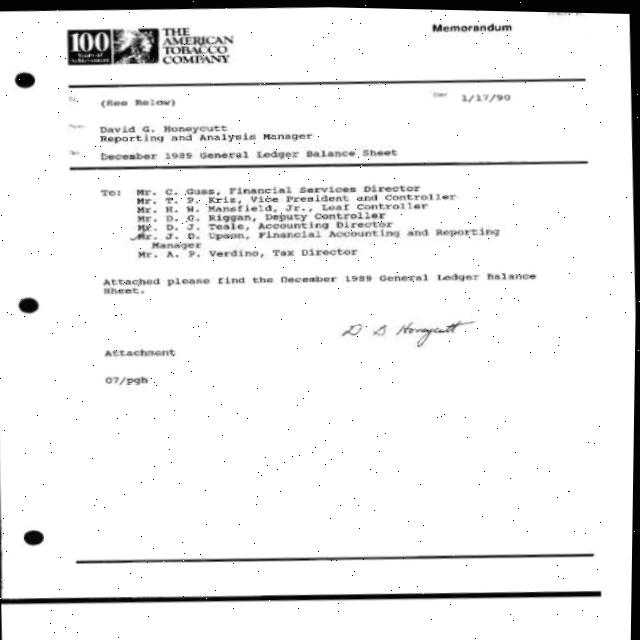 Memorandum
100
Years of
Achievement
THE
AMERICAN
TOBACCO
COMPANY
To:
(See Below)
Date
1/17/90
From:
David G. Honeycutt
Reporting and Analysis Manager
December 1989 General Ledger Balance Sheet
To: Mr. C. Guss, Financial Services Director
Mr. T. P. Kriz, Vice President and Controller
Mr. H. W. Mansfield, Jr., Leaf Controller
Mr. D. C. Riggan, Deputy Controller
Mr. D. J. Teale, Accounting Director
Mr. J. D. Upson, Financial Accounting and Reporting
Manager
Mr. A. P. Verdino, Tax Director
Attached please find the December 1989 General Ledger Balance
Sheet.
D G Honeycutt
Attachment
07/pgh